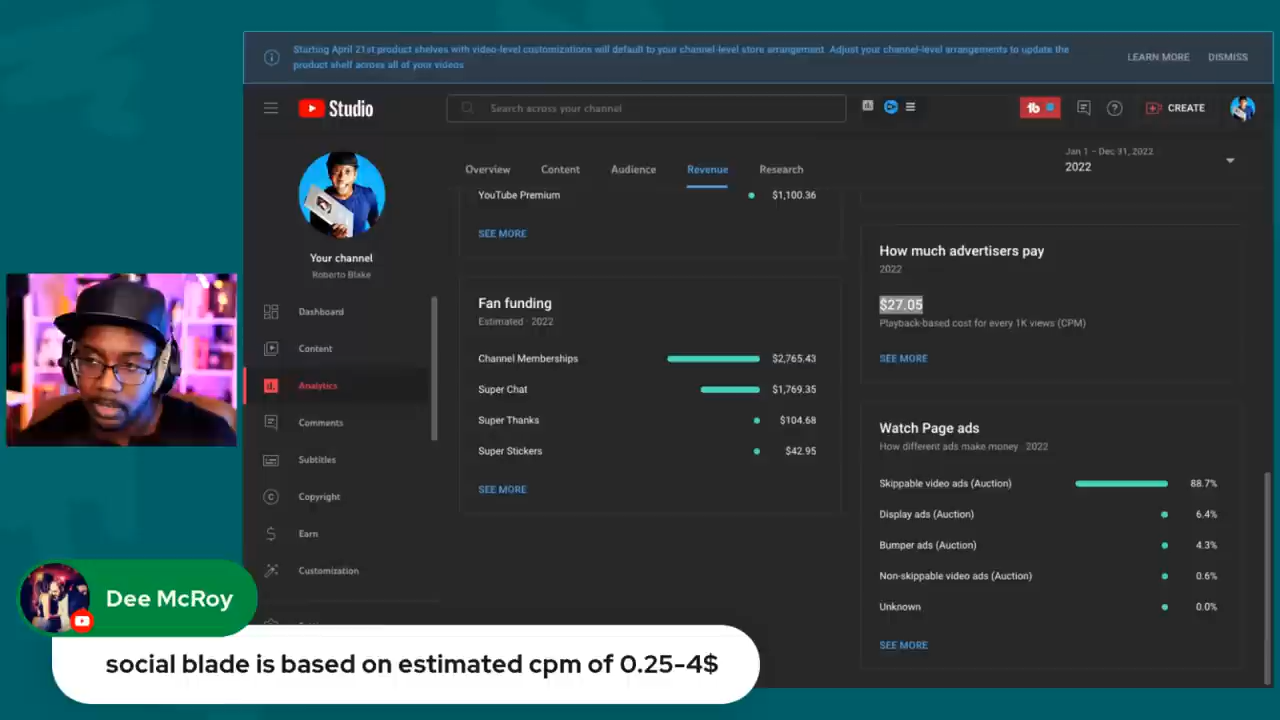 Starting April 21st product shelves with video-level customizations will default to your channel-level store arrangement. Adjust your channel-level arrangements to update the
product shelf across all of your videos
LEARN MORE
DISMISS
Studio
Search across your channel
CREATE
Overview
Content
Audience
Revenue
Research
Jan 1 – Dec 31, 2022
2022
YouTube Premium
$1,100.36
SEE MORE
Your channel
Roberto Blake
Dashboard
Content
Analytics
Comments
Subtitles
Copyright
Earn
Customization
Fan funding
Estimated · 2022
Channel Memberships
$2,765.43
Super Chat
$1,769.35
Super Thanks
$104.68
Super Stickers
$42.95
SEE MORE
How much advertisers pay
2022
$27.05
Playback-based cost for every 1K views (CPM)
SEE MORE
Watch Page ads
How different ads make money · 2022
Skippable video ads (Auction)
88.7%
Display ads (Auction)
6.4%
Bumper ads (Auction)
4.3%
Non-skippable video ads (Auction)
0.6%
Unknown
0.0%
SEE MORE
Dee McRoy
social blade is based on estimated cpm of 0.25-4$